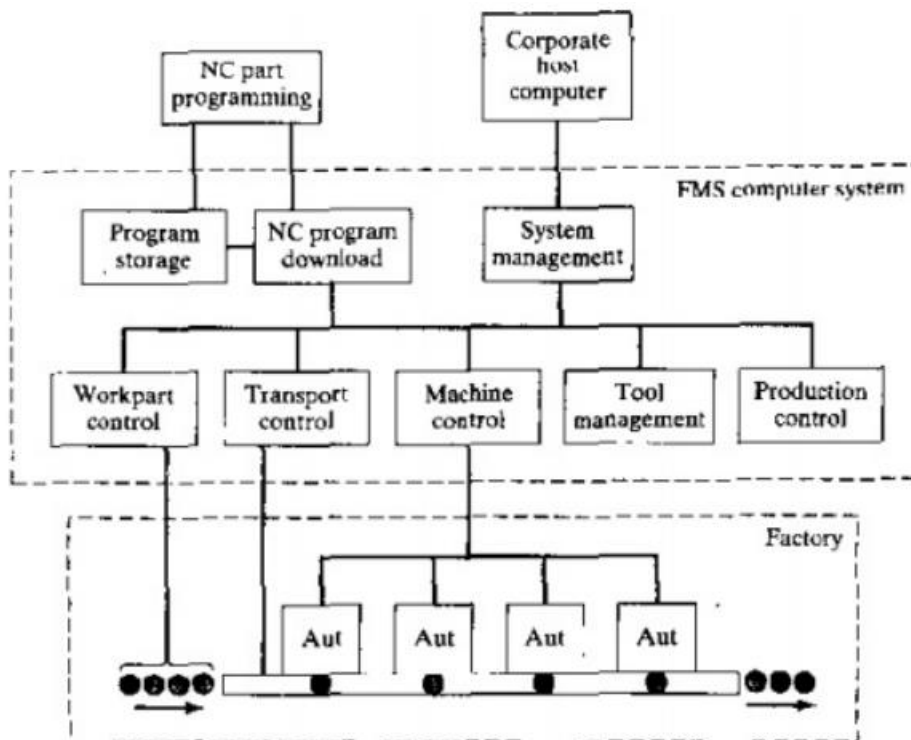 NC part
programming
Corporate
host
computer
FMS computer system
Program
storage
NC program
download
System
management
Workpart
control
Transport
control
Machine
control
Tool
management
Production
control
Factory
Aut
Aut
Aut
Aut